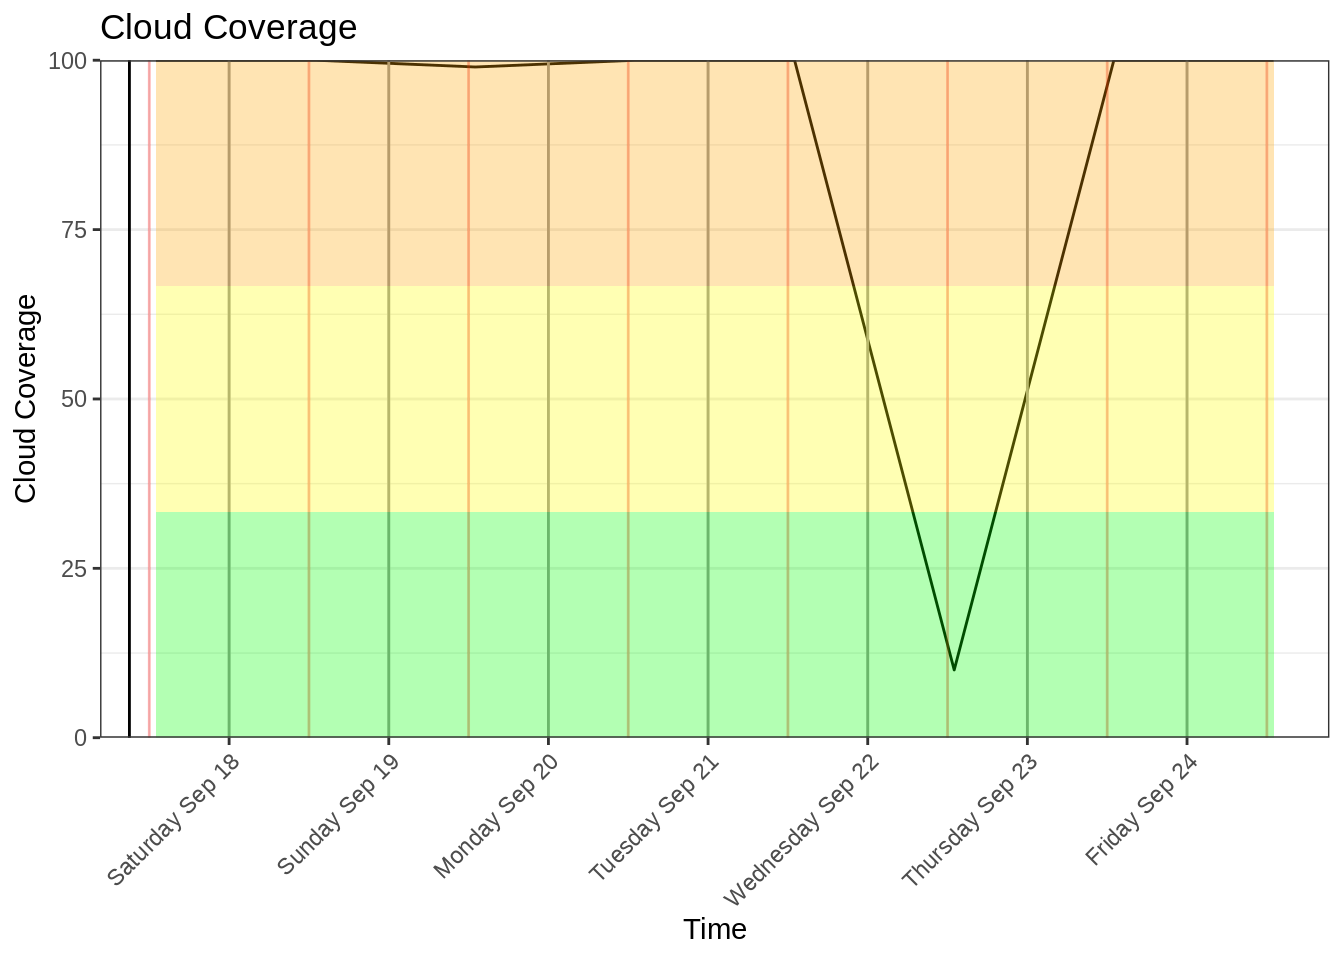 Cloud Coverage
100
75
50
25
0
Cloud Coverage
Saturday Sep 18
Sunday Sep 19
Monday Sep 20
Tuesday Sep 21
Wednesday Sep 22
Thursday Sep 23
Friday Sep 24
Time